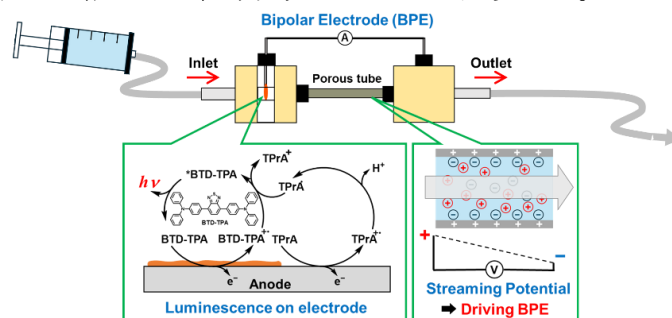 Bipolar Electrode (BPE)
A
Inlet
Porous tube
Outlet
TPrA+
H+
*BTD-TPA
TPrA
hν
BTD-TPA
BTD-TPA
BTD-TPA+•
TPrA
TPrA+•
e−
e−
Anode
Luminescence on electrode
+
−
V
Streaming Potential
➡ Driving BPE